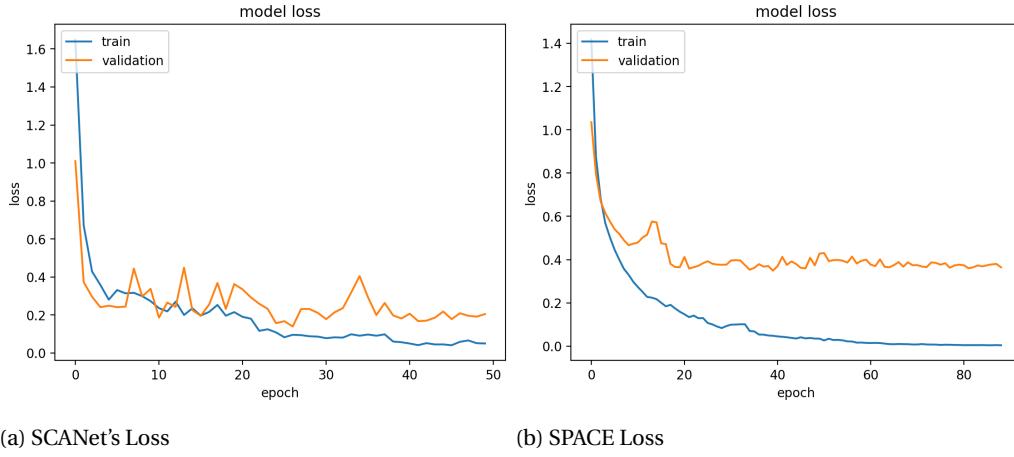 model loss
train
validation
1.6
1.4
1.2
1.0
0.8
0.6
0.4
0.2
0.0
loss
0 10 20 30 40 50
epoch
(a) SCANet's Loss
model loss
train
validation
1.4
1.2
1.0
0.8
0.6
0.4
0.2
0.0
loss
0 20 40 60 80
epoch
(b) SPACE Loss